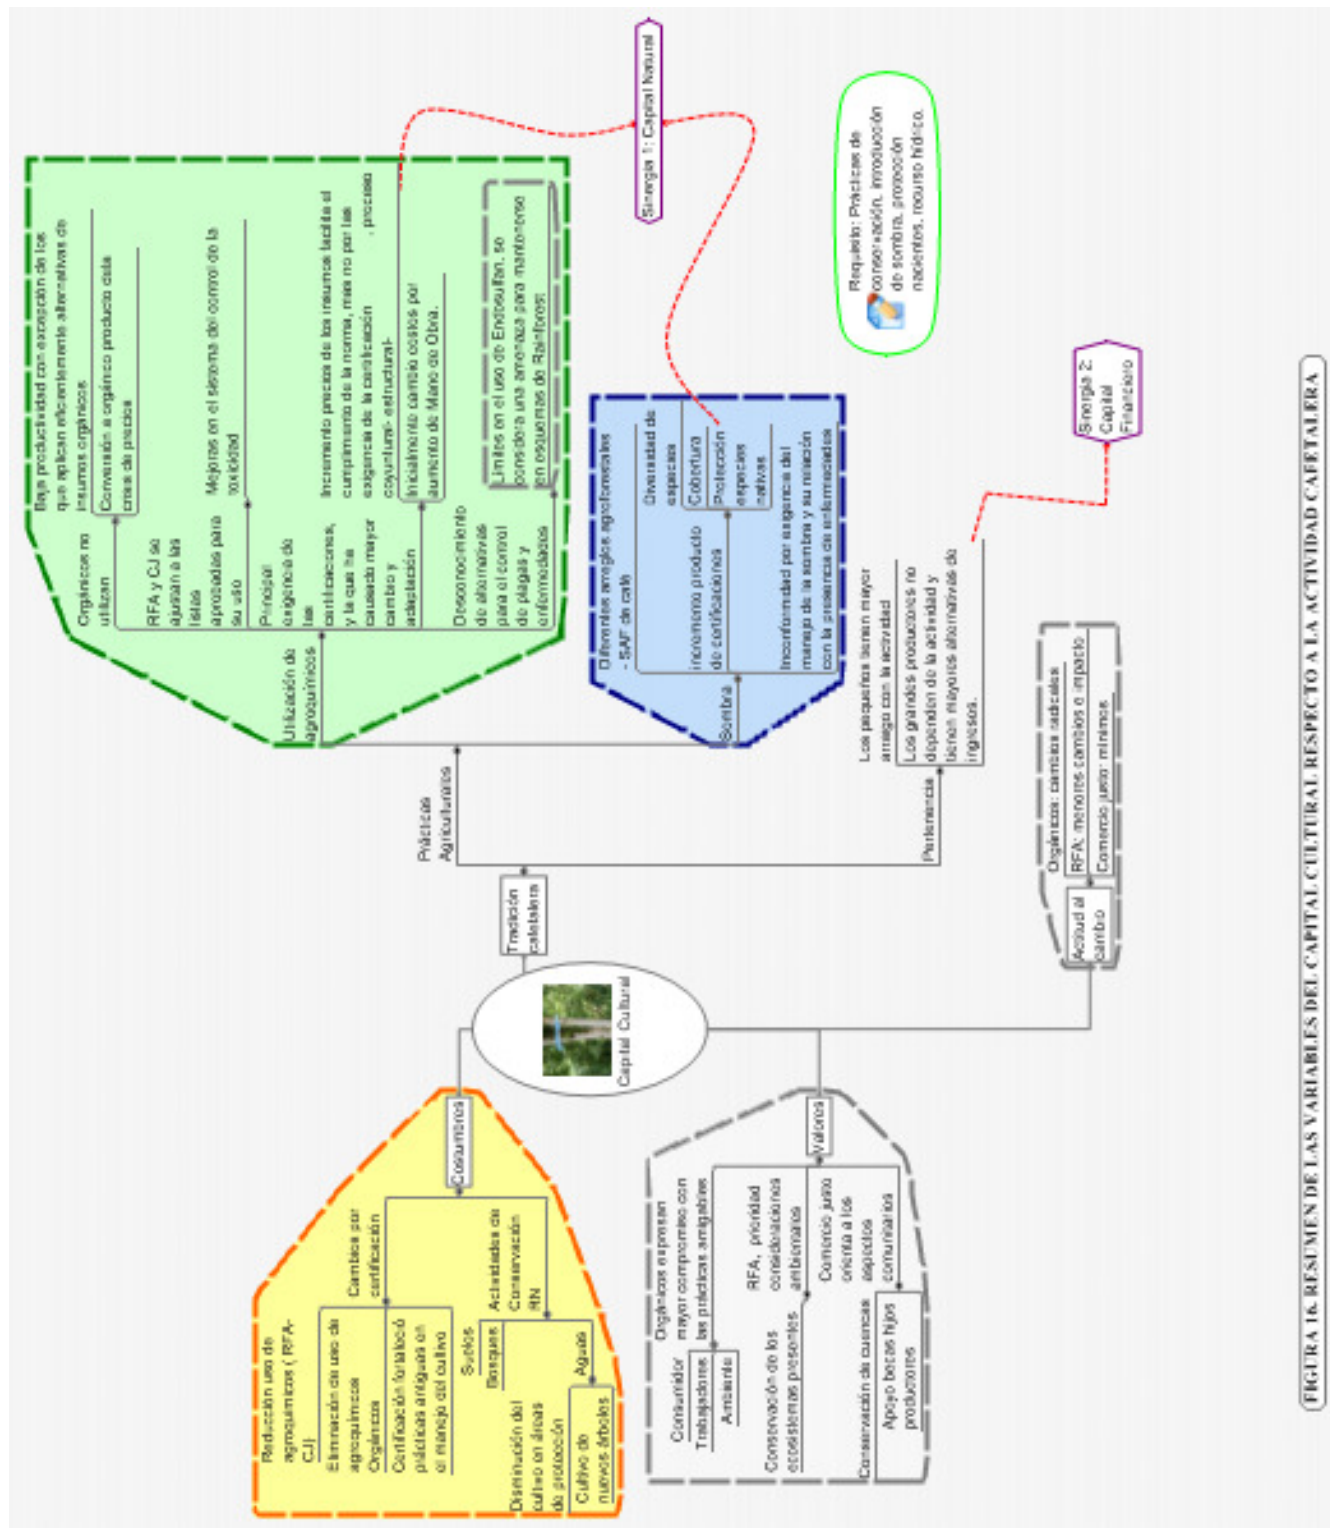 Capital Cultural
Costumbres
Cambios por
certificación
Reducción uso de
agroquímicos ( RFA-
CJ)
Eliminación de uso de
agroquímicos
Orgánicos
Certificación fortaleció
prácticas antiguas en
el manejo del cultivo
Actividades de
Conservación
RN
Suelos
Bosques
Aguas
Disminución del
cultivo en áreas
de protección
Cultivo de
nuevos árboles
Valores
Orgánicos expresan
mayor compromiso con
las prácticas amigables
Consumidor
Trabajadores
Ambiente
RFA, prioridad
consideraciones
ambientales
Conservación de los
ecosistemas presentes
Comercio justo
orienta a los
aspectos
comunitarios
Conservación de cuencas
Apoyo becas hijos
productores
Tradición
cafetalera
Prácticas
Agriculturales
Utilización de
agroquímicos
Orgánicos no
utilizan
Baja productividad con excepción de los
que aplican eficientemente alternativas de
insumos orgánicos
Conversión a orgánico producto de la
crisis de precios
RFA y CJ se
ajustan a las
listas
aprobadas para
su uso
Mejoras en el sistema del control de la
toxicidad
Principal
exigencia de
las
certificaciones,
y la que ha
causado mayor
cambio y
adaptación
Incremento precios de los insumos facilita el
cumplimiento de la norma, mas no por las
exigencia de la certificación , proceso
coyuntural- estructural-
Inicialmente cambió costos por
aumento de Mano de Obra.
Desconocimiento
de alternativas
para el control
de plagas y
enfermedades
Limites en el uso de Endosulfan, se
considera una amenaza para mantenerse
en esquemas de Rainforest
Sombra
Diferentes arreglos agroforestales
- SAF de café
incremento producto
de certificaciones
Diversidad de
especies
Cobertura
Protección
especies
nativas
Inconformidad por exigencia del
manejo de la sombra y su relación
con la presencia de enfermedades
Pertenencia
Los pequeños tienen mayor
arraigo con la actividad
Los grandes productores no
dependen de la actividad y
tienen mayores alternativas de
ingresos.
Actitud al
cambio
Orgánicos: cambios radicales
RFA: menores cambios e impacto
Comercio justo: mínimos
Sinergia 1: Capital Natural
Requisito: Prácticas de
conservación, introducción
de sombra, protección
nacientes, recurso hídrico.
Sinergia 2:
Capital
Financiero
FIGURA 16. RESUMEN DE LAS VARIABLES DEL CAPITAL CULTURAL RESPECTO A LA ACTIVIDAD CAFETALERA